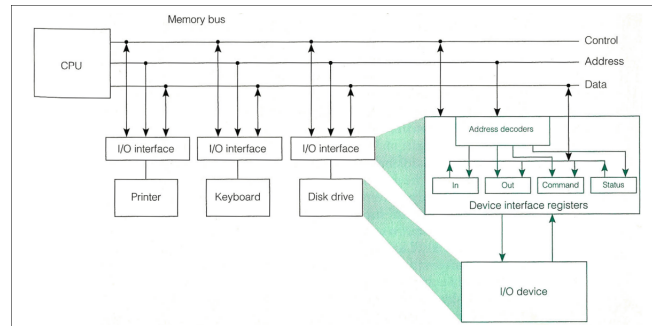 Memory bus
Control
CPU
Address
Data
Address decoders
I/O interface I/O interface I/O interface
In Out Command Status
Printer Keyboard Disk drive
Device interface registers
I/O device